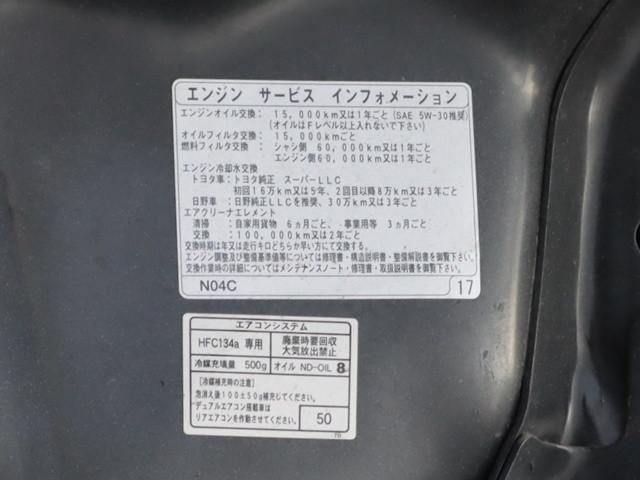 エンジン サービス インフォメーション
エンジンオイル交換： 15,000km又は1年ごと (SAE 5W-30推奨)
(オイルはFレベル以上入れないで下さい)
オイルフィルタ交換： 15,000kmごと
燃料フィルタ交換： シャシ側 60,000km又は1年ごと
エンジン側60,000km又は1年ごと
エンジン冷却水交換
トヨタ車：トヨタ純正 スーパーLLC
初回16万km又は5年、2回目以降8万km又は3年ごと
日野車：日野純正LLCを推奨、30万km又は3年ごと
エアクリーナエレメント
清掃： 自家用貨物 6ヵ月ごと、事業用等 3ヵ月ごと
交換： 100,000km又は2年ごと
交換時期は年又は走行キロどちらか早い方にて交換する。
エンジン調整及び整備基準値等については修理書・構造説明書・整備解説書を御覧下さい。
交換作業時の詳細についてはメンテナンスノート・修理書・取扱説明書を御覧下さい。
N04C 17
エアコンシステム
HFC134a 専用 廃棄時要回収
大気放出禁止
冷媒充填量 500g オイル ND-OIL 8
[冷媒補充時の注意]
泡消え後100±50g補充してください。
デュアルエアコン搭載車は
リアエアコンを作動させてください。 50